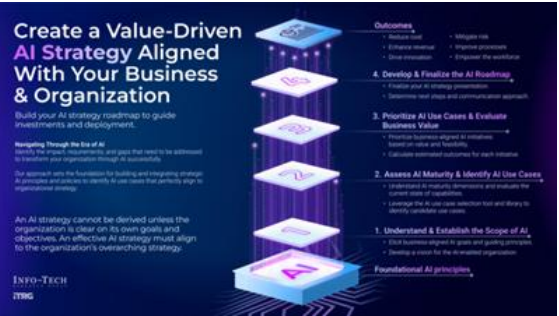 Create a Value-Driven
AI Strategy Aligned
With Your Business
& Organization
Build your AI strategy roadmap to guide
investments and deployment.
Navigating Through the Era of AI
Identify the impact, requirements, and gaps that need to be addressed
to transform your organization through AI successfully.
Our approach sets the foundation for building and integrating strategic
AI principles and policies to identify AI use cases that perfectly align to
organizational strategy.
An AI strategy cannot be derived unless the
organization is clear on its own goals and
objectives. An effective AI strategy must align
to the organization's overarching strategy.
INFO~TECH
RESEARCH GROUP
ITRG
Outcomes
• Reduce cost
• Enhance revenue
• Drive innovation
• Mitigate risk
• Improve processes
• Empower the workforce
4. Develop & Finalize the AI Roadmap
• Finalize your AI strategy presentation.
• Determine next steps and communication approach.
3. Prioritize AI Use Cases & Evaluate
Business Value
• Prioritize business-aligned AI initiatives
based on value and feasibility.
• Calculate estimated outcomes for each initiative
2. Assess AI Maturity & Identify AI Use Cases
• Understand AI maturity dimensions and evaluate the
current state of capabilities.
• Leverage the AI use case selection tool and library to
identify candidate use cases.
1. Understand & Establish the Scope of AI
• Elicit business-aligned AI goals and guiding principles.
• Develop a vision for the AI-enabled organization.
Foundational AI principles
4
3
2
1
AI